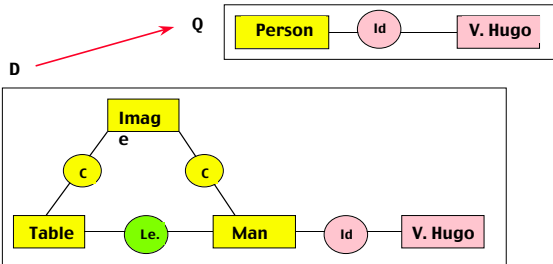 Q
Person
Id
V. Hugo
D
Imag
e
C
C
Table
Le.
Man
Id
V. Hugo